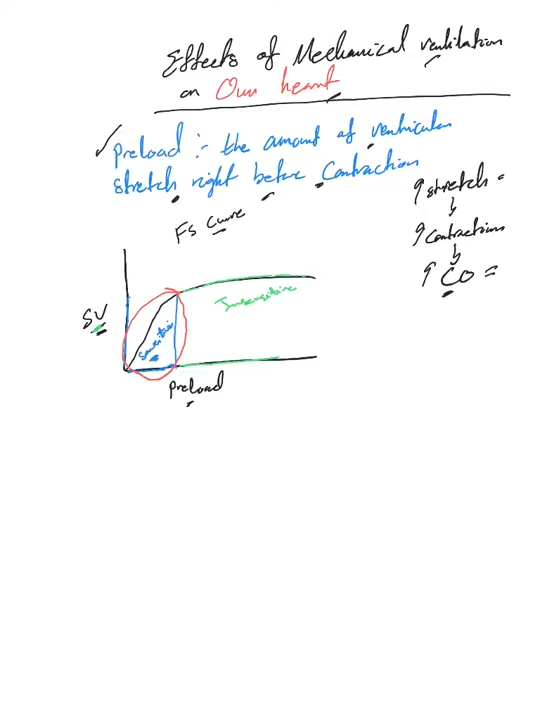 Effects of Mechanical ventilation
on Our heart
Preload :- the amount of ventricular
stretch right before Contraction
↑ stretch
↓
↑ Contractions
↓
↑ CO
FS Curve
SV
Sensitive
Insensitive
Preload